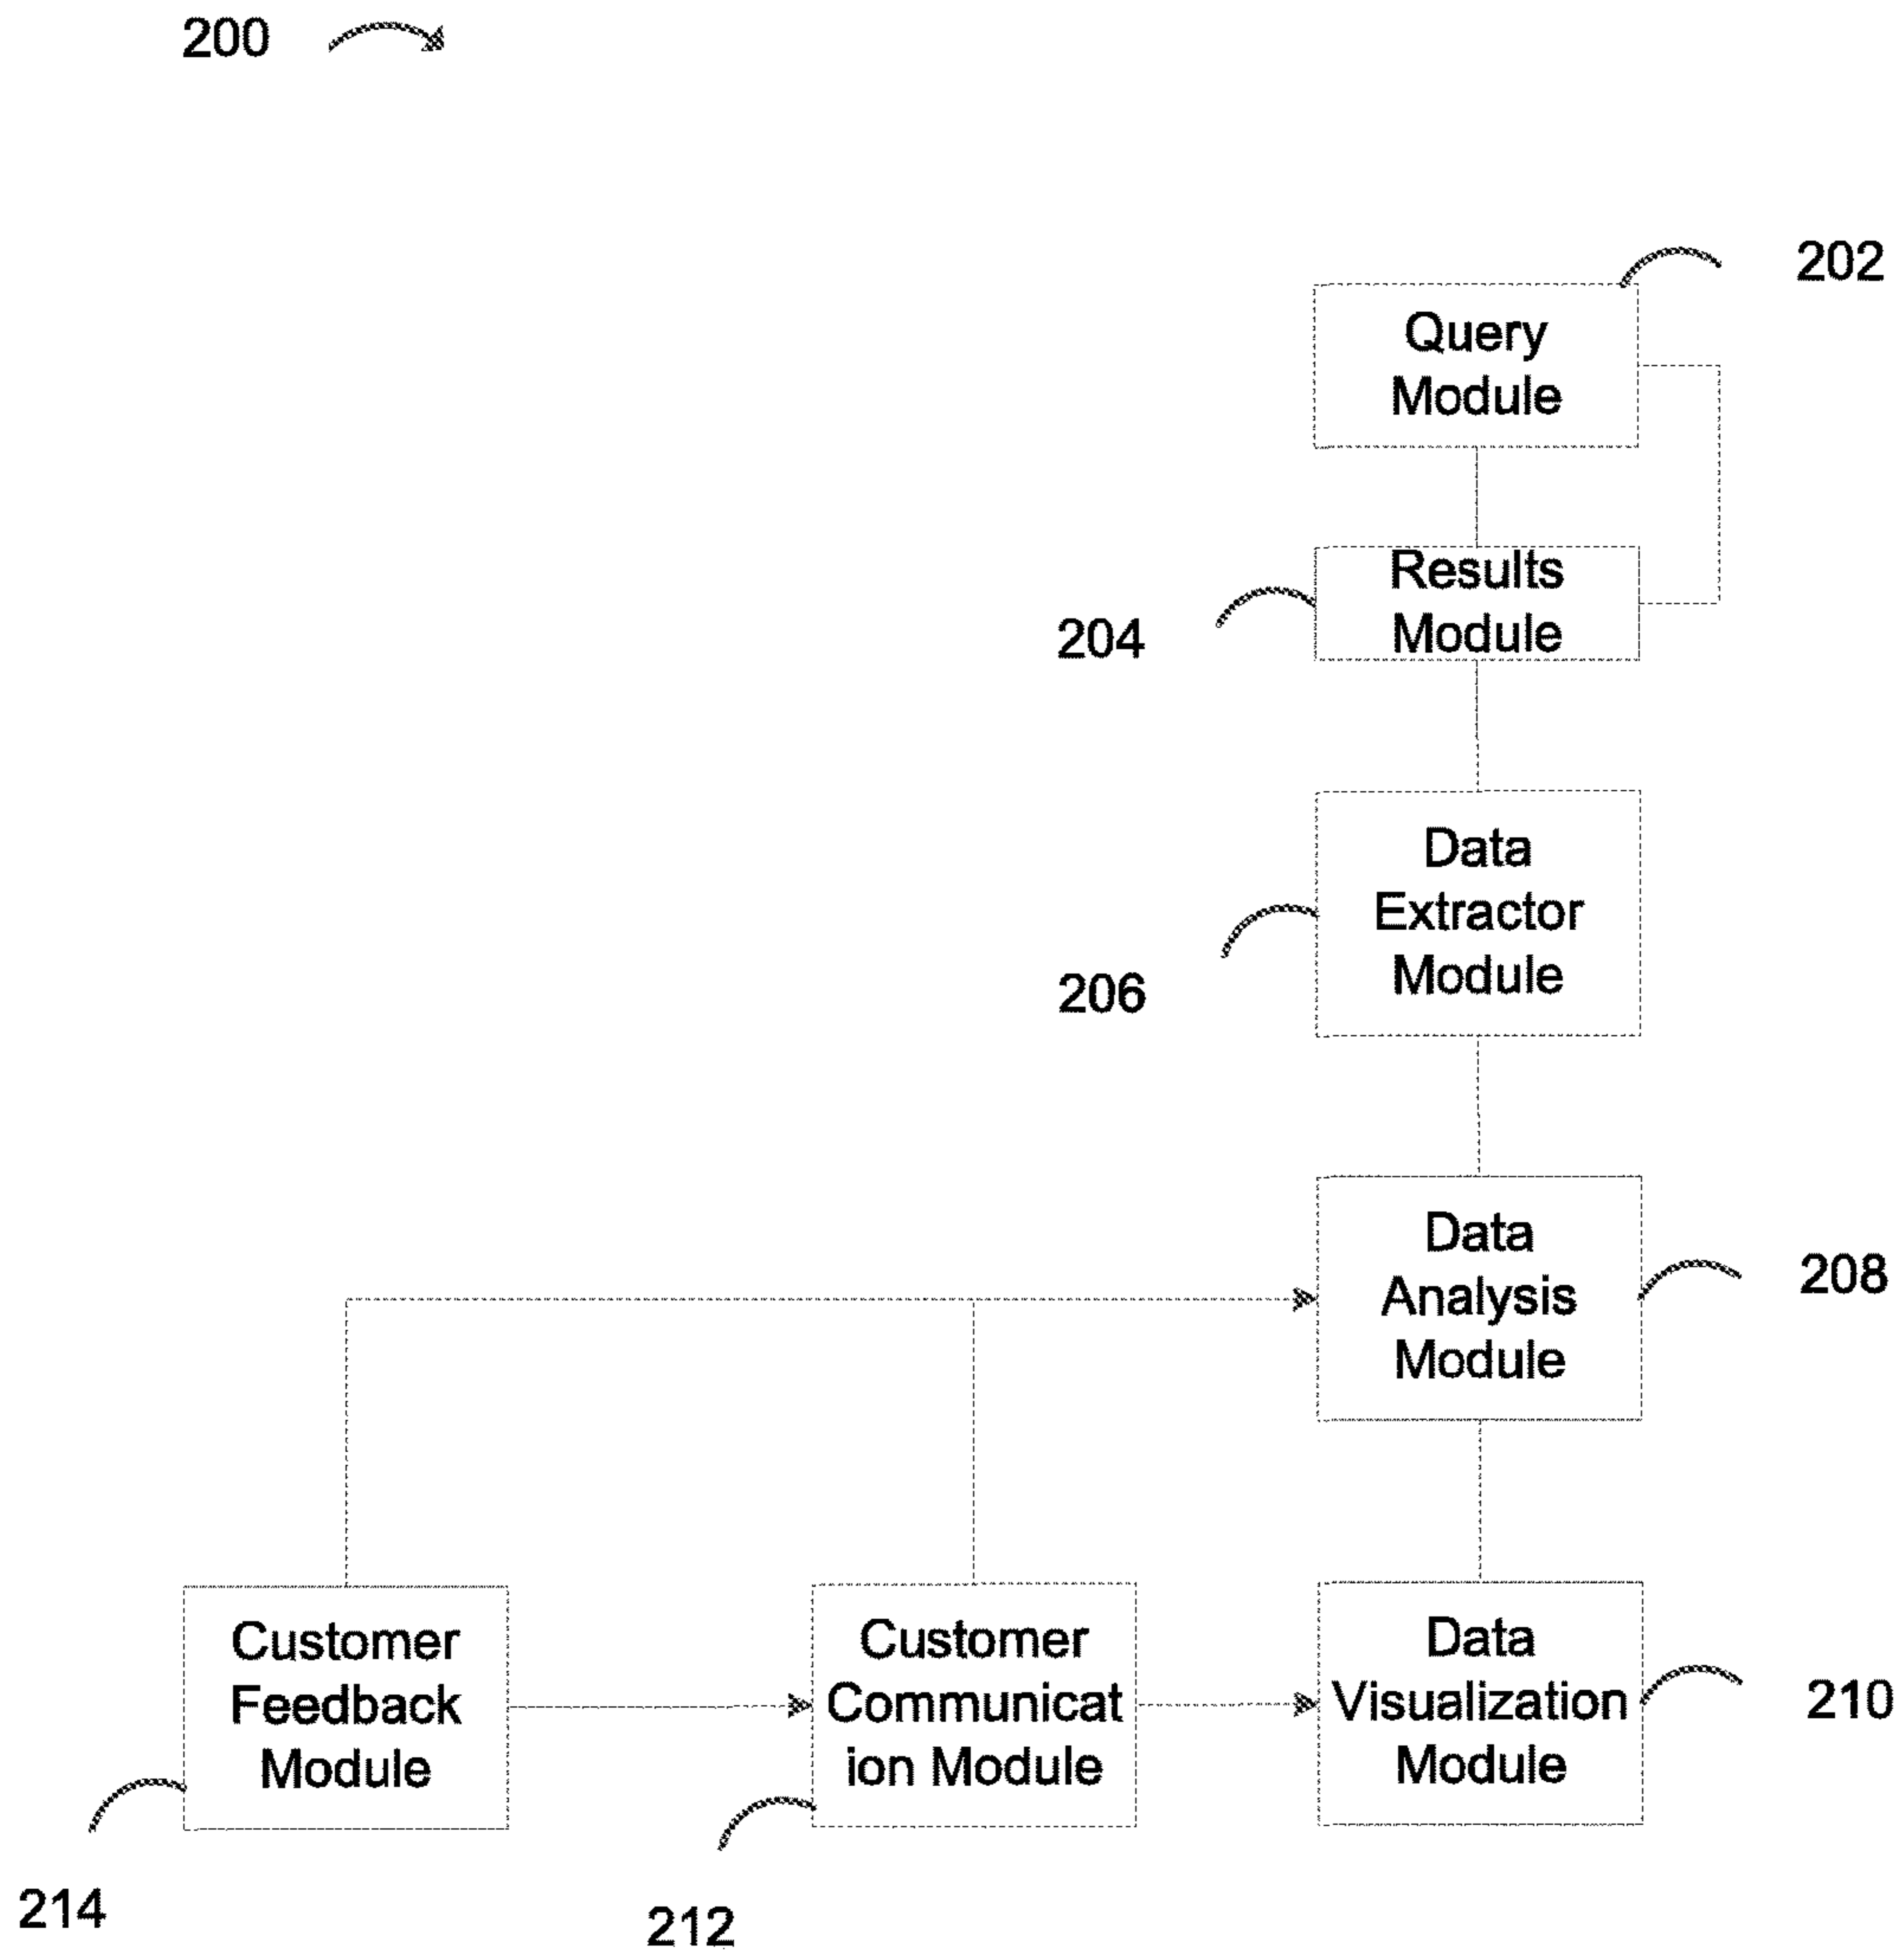 200
202
Query
Module
Results
Module
204
Data
Extractor
Module
206
Data
Analysis
Module
208
Customer
Feedback
Module
Customer
Communicat
ion Module
Data
Visualization
Module
210
214
212